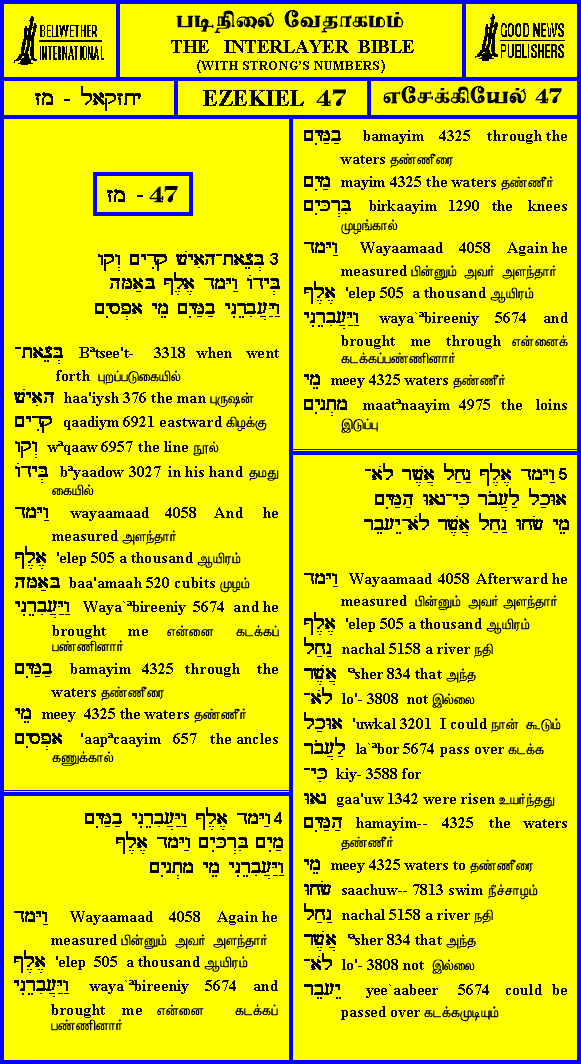 BELLWETHER
INTERNATIONAL
படிநிலை வேதாகமம்
THE INTERLAYER BIBLE
(WITH STRONG'S NUMBERS)
GOOD NEWS
PUBLISHERS
יחזקאל - מז
EZEKIEL 47
எசேக்கியேல் 47
מז - 47
3 בְּצֵאת־הָאִישׁ קָדִים וְקָו
בְּיָדוֹ וַיָּמָד אֶלֶף בָּאַמָּה
וַיַּעֲבִרֵנִי בַמַּיִם מֵי אׇפְסָיִם
בְּצֵאת־ Bªtsee't- 3318 when went
forth புறப்படுகையில்
הָאִישׁ haa'iysh 376 the man புருஷன்
קָדִים qaadiym 6921 eastward கிழக்கு
וְקָו wªqaaw 6957 the line நூல்
בְּיָדוֹ bªyaadow 3027 in his hand தமது
கையில்
וַיָּמָד wayaamaad 4058 And he
measured அளந்தார்
אֶלֶף 'elep 505 a thousand ஆயிரம்
בָּאַמָּה baa'amaah 520 cubits முழம்
וַיַּעֲבִרֵנִי Waya`ªbireeniy 5674 and he
brought me என்னை கடக்கப்
பண்ணினார்
בַמַּיִם bamayim 4325 through the
waters தண்ணீரை
מֵי meey 4325 the waters தண்ணீர்
אׇפְסָיִם 'aapªcaayim 657 the ancles
கணுக்கால்
4 וַיָּמָד אֶלֶף וַיַּעֲבִרֵנִי בַמַּיִם
מַיִם בִּרְכָּיִם וַיָּמָד אֶלֶף
וַיַּעֲבִרֵנִי מֵי מׇתְנָיִם
וַיָּמָד Wayaamaad 4058 Again he
measured பின்னும் அவர் அளந்தார்
אֶלֶף 'elep 505 a thousand ஆயிரம்
וַיַּעֲבִרֵנִי waya`ªbireeniy 5674 and
brought me என்னை கடக்கப்
பண்ணினார்
בַמַּיִם bamayim 4325 through the
waters தண்ணீரை
מַיִם mayim 4325 the waters தண்ணீர்
בִּרְכָּיִם birkaayim 1290 the knees
முழங்கால்
וַיָּמָד Wayaamaad 4058 Again he
measured பின்னும் அவர் அளந்தார்
אֶלֶף 'elep 505 a thousand ஆயிரம்
וַיַּעֲבִרֵנִי waya`ªbireeniy 5674 and
brought me through என்னைக்
கடக்கப்பண்ணினார்
מֵי meey 4325 waters தண்ணீர்
מׇתְנָיִם maatªnaayim 4975 the loins
இடுப்பு
5 וַיָּמָד אֶלֶף נַחַל אֲשֶׁר לֹא־
אוּכַל לַעֲבֹר כִּי־גָאוּ הַמַּיִם
מֵי שָׂחוּ נַחַל אֲשֶׁר לֹא־יֵעָבֵר
וַיָּמָד Wayaamaad 4058 Afterward he
measured பின்னும் அவர் அளந்தார்
אֶלֶף 'elep 505 a thousand ஆயிரம்
נַחַל nachal 5158 a river நதி
אֲשֶׁר ªsher 834 that அந்த
לֹא־ lo'- 3808 not இல்லை
אוּכַל 'uwkal 3201 I could நான் கூடும்
לַעֲבֹר la`ªbor 5674 pass over கடக்க
כִּי־ kiy- 3588 for
גָאוּ gaa'uw 1342 were risen உயர்ந்தது
הַמַּיִם hamayim-- 4325 the waters
தண்ணீர்
מֵי meey 4325 waters to தண்ணீரை
שָׂחוּ saachuw-- 7813 swim நீச்சாழம்
נַחַל nachal 5158 a river நதி
אֲשֶׁר ªsher 834 that அந்த
לֹא־ lo'- 3808 not இல்லை
יֵעָבֵר yee`aabeer 5674 could be
passed over கடக்கமுடியும்